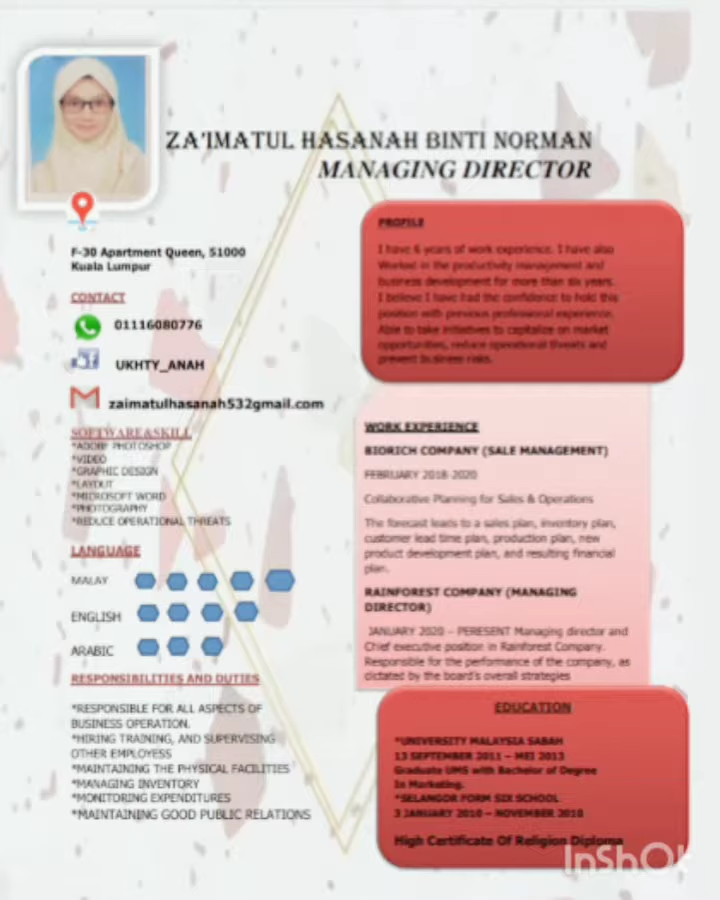 ZA'IMATUL HASANAH BINTI NORMAN
MANAGING DIRECTOR
F-30 Apartment Queen, 51000
Kuala Lumpur
CONTACT
01116080776
UKHTY_ANAH
zaimatulhasanah532gmail.com
SOFTWARE&SKILL
*ADOBE PHOTOSHOP
*VIDEO
*GRAPHIC DESIGN
*LAYOUT
*MICROSOFT WORD
*PHOTOGRAPHY
*REDUCE OPERATIONAL THREATS
LANGUAGE
MALAY
ENGLISH
ARABIC
RESPONSIBILITIES AND DUTIES
*RESPONSIBLE FOR ALL ASPECTS OF
BUSINESS OPERATION.
*HIRING TRAINING, AND SUPERVISING
OTHER EMPLOYESS
*MAINTAINING THE PHYSICAL FACILITIES
*MANAGING INVENTORY
*MONITORING EXPENDITURES
*MAINTAINING GOOD PUBLIC RELATIONS
PROFILE
I have 6 years of work experience. I have also
Worked in the productivity management and
business development for more than six years.
I believe I have had the confidence to hold this
position with previous professional experience.
Able to take initiatives to capitalize on market
opportunities, reduce operational threats and
prevent business risks.
WORK EXPERIENCE
BIORICH COMPANY (SALE MANAGEMENT)
FEBRUARY 2018-2020
Collaborative Planning for Sales & Operations
The forecast leads to a sales plan, inventory plan,
customer lead time plan, production plan, new
product development plan, and resulting financial
plan.
RAINFOREST COMPANY (MANAGING
DIRECTOR)
JANUARY 2020 – PERESENT Managing director and
Chief executive position in Rainforest Company.
Responsible for the performance of the company, as
dictated by the board's overall strategies
EDUCATION
*UNIVERSITY MALAYSIA SABAH
13 SEPTEMBER 2011 – MEI 2013
Graduate UMS with Bachelor of Degree
In Marketing.
*SELANGOR FORM SIX SCHOOL
3 JANUARY 2010 – NOVEMBER 2010
High Certificate Of Religion Diploma
InShOt